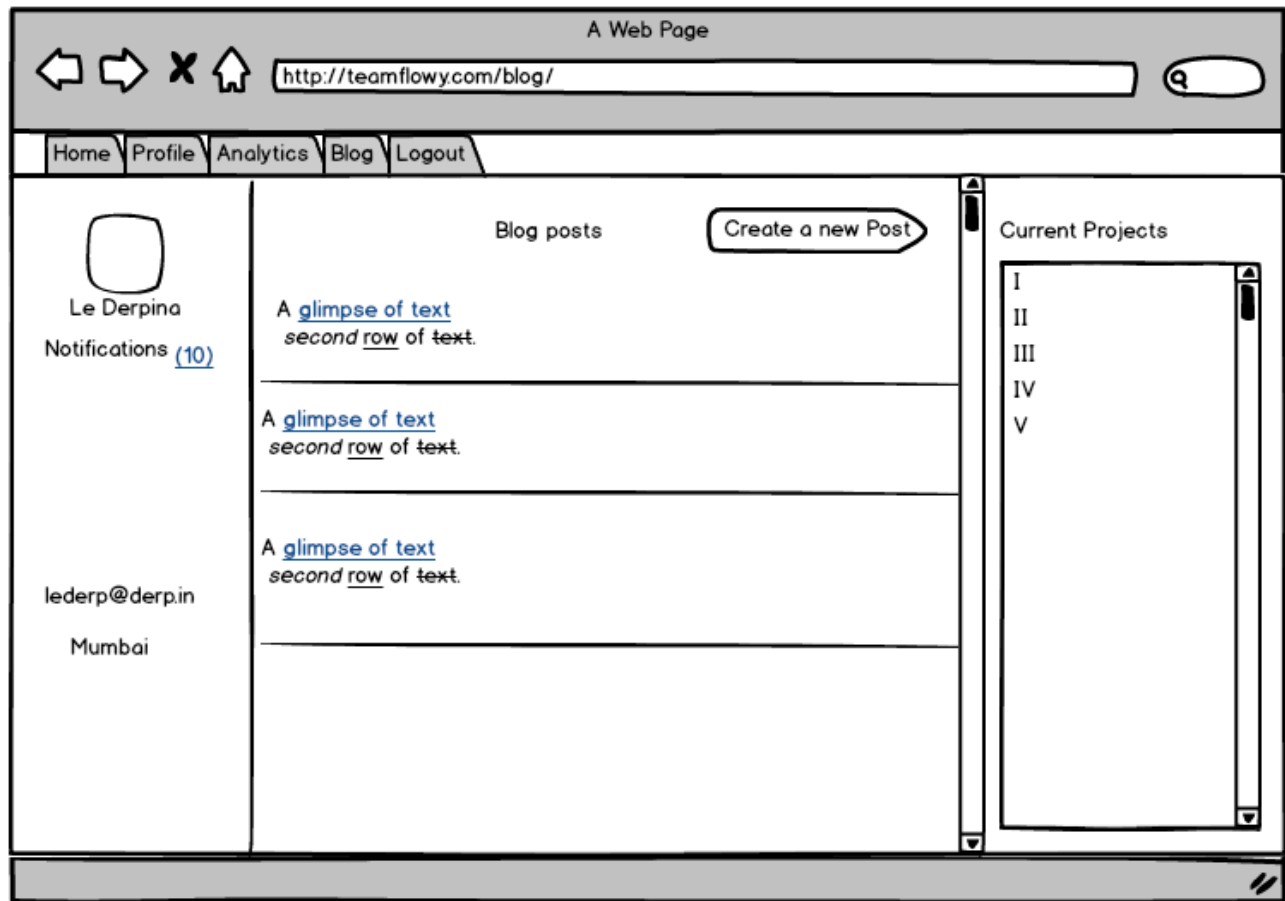 A Web Page
http://teamflowy.com/blog/
Home Profile Analytics Blog Logout
Le Derpina
Notifications (10)
lederp@derp.in
Mumbai
Blog posts
Create a new Post
A glimpse of text
second row of text.
A glimpse of text
second row of text.
A glimpse of text
second row of text.
Current Projects
I
II
III
IV
V